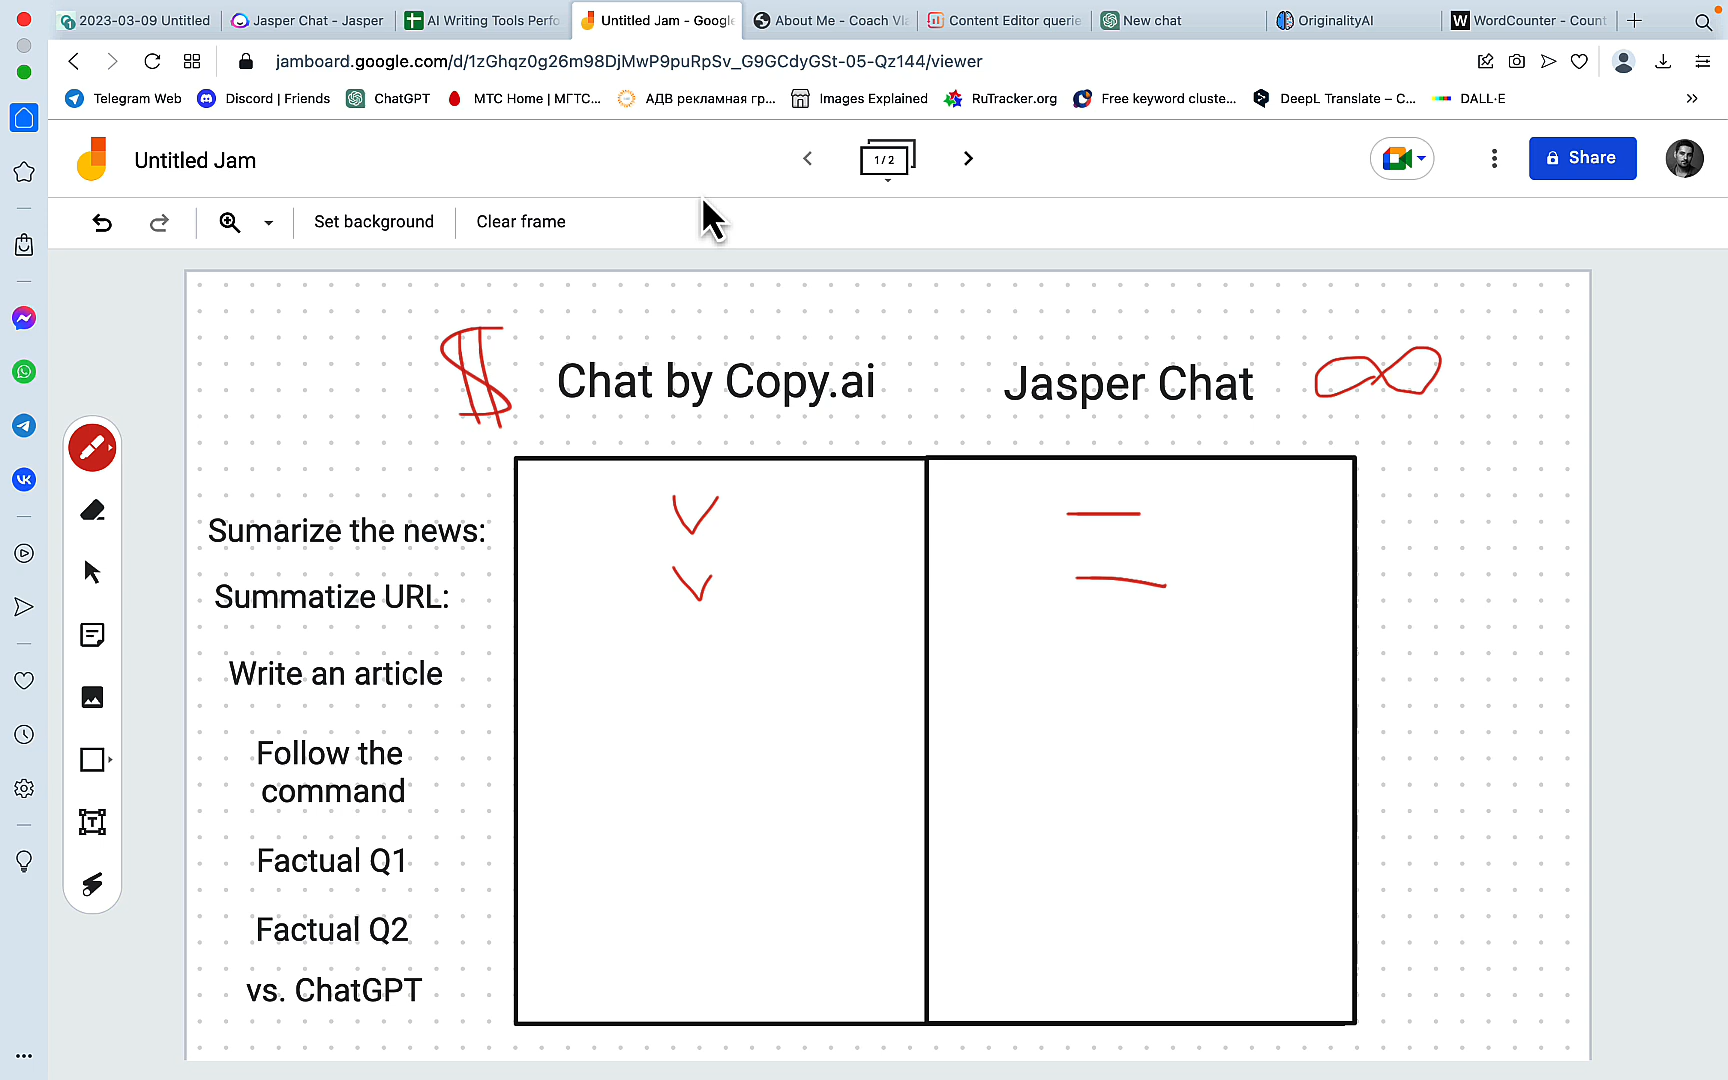 2023-03-09 Untitled
Jasper Chat - Jasper
AI Writing Tools Perfo
Untitled Jam - Google
About Me - Coach Vla
Content Editor querie
New chat
OriginalityAI
WordCounter - Count
jamboard.google.com/d/1zGhqz0g26m98DjMwP9puRpSv_G9GCdyGSt-05-Qz144/viewer
Telegram Web
Discord | Friends
ChatGPT
МТС Home | МГТС...
АДВ рекламная гр...
Images Explained
RuTracker.org
Free keyword cluste...
DeepL Translate – C...
DALL·E
Untitled Jam
1 / 2
Share
Set background
Clear frame
$ Chat by Copy.ai
Jasper Chat ∞
Sumarize the news:
Summatize URL:
Write an article
Follow the
command
Factual Q1
Factual Q2
vs. ChatGPT